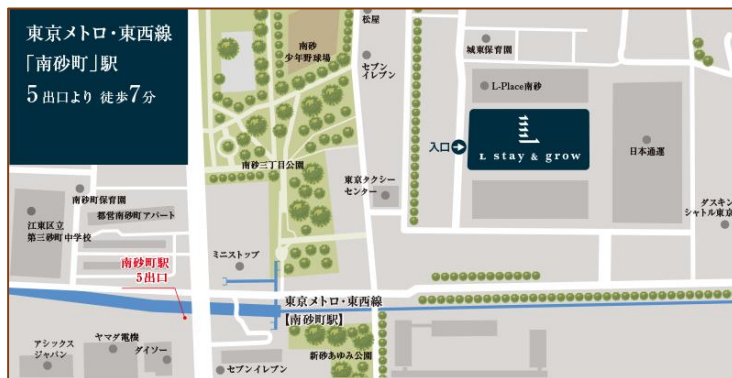 東京メトロ・東西線
「南砂町」駅
5出口より 徒歩7分
松屋
南砂
少年野球場
セブン
イレブン
城東保育園
L-Place南砂
L stay & grow
入口
日本通運
南砂三丁目公園
東京タクシー
センター
ダスキン
シャトル東京
南砂町保育園
都営南砂町アパート
江東区立
第三砂町中学校
南砂町駅
5出口
ミニストップ
東京メトロ・東西線
【南砂町駅】
ヤマダ電機
アシックス
ジャパン
ダイソー
セブンイレブン
新砂あゆみ公園